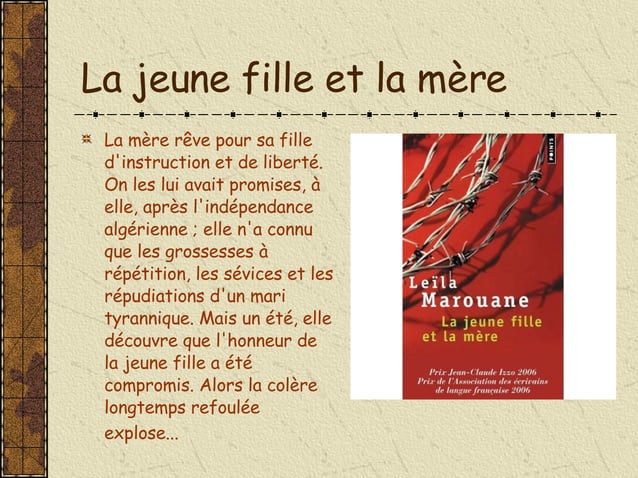 La jeune fille et la mère
La mère rêve pour sa fille
d'instruction et de liberté.
On les lui avait promises, à
elle, après l'indépendance
algérienne ; elle n'a connu
que les grossesses à
répétition, les sévices et les
répudiations d'un mari
tyrannique. Mais un été, elle
découvre que l'honneur de
la jeune fille a été
compromis. Alors la colère
longtemps refoulée
explose...
POINTS
Leïla
Marouane
La jeune fille
et la mère
Prix Jean-Claude Izzo 2006
Prix de l'Association des écrivains
de langue française 2006